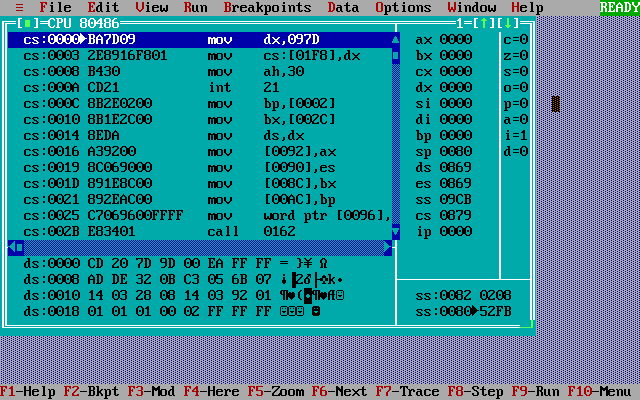 ≡ File Edit View Run Breakpoints Data Options Window Help READY
[■]=CPU 80486 1=[↑][↓]
cs:0000▶BA7D09 mov dx,097D ax 0000 c=0
cs:0003 2E8916F801 mov cs:[01F8],dx bx 0000 z=0
cs:0008 B430 mov ah,30 cx 0000 s=0
cs:000A CD21 int 21 dx 0000 o=0
cs:000C 8B2E0200 mov bp,[0002] si 0000 p=0
cs:0010 8B1E2C00 mov bx,[002C] di 0000 a=0
cs:0014 8EDA mov ds,dx bp 0000 i=1
cs:0016 A39200 mov [0092],ax sp 0080 d=0
cs:0019 8C069000 mov [0090],es ds 0869
cs:001D 891E8C00 mov [008C],bx es 0869
cs:0021 892EAC00 mov [00AC],bp ss 09CB
cs:0025 C7069600FFFF mov word ptr [0096], cs 0879
cs:002B E83401 call 0162 ip 0000
ds:0000 CD 20 7D 9D 00 EA FF FF = }¥ Ω
ds:0008 AD DE 32 0B C3 05 6B 07 ¡▐2♂├♣k•
ds:0010 14 03 28 08 14 03 92 01 ¶♥(◘¶♥Æ☺ ss:0082 0208
ds:0018 01 01 01 00 02 FF FF FF ☺☺☺ ☻ ss:0080▶52FB
F1-Help F2-Bkpt F3-Mod F4-Here F5-Zoom F6-Next F7-Trace F8-Step F9-Run F10-Menu